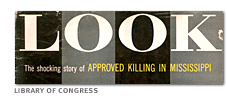 LOOK
The shocking story of APPROVED KILLING IN MISSISSIPPI
LIBRARY OF CONGRESS